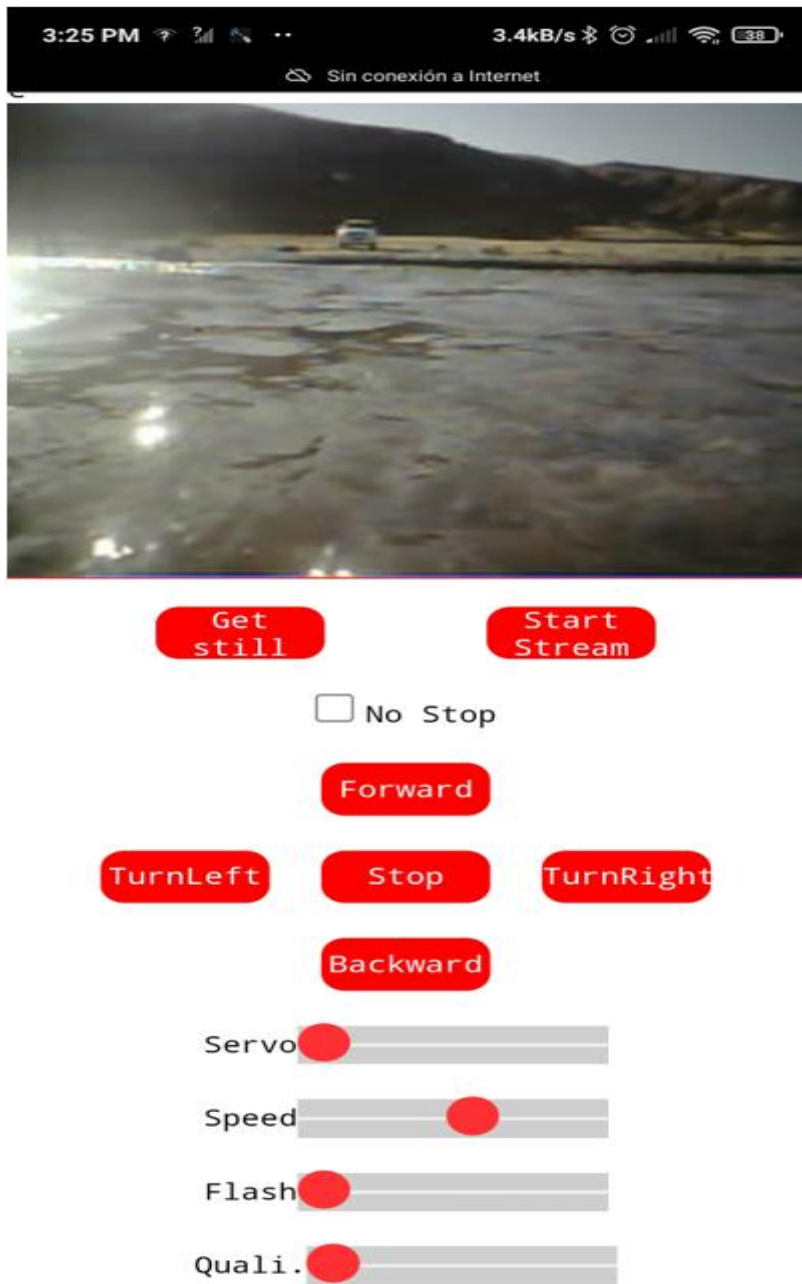 3:25 PM ? 3.4kB/s 38
Sin conexión a Internet
Get still
Start Stream
No Stop
Forward
TurnLeft Stop TurnRight
Backward
Servo
Speed
Flash
Quali.